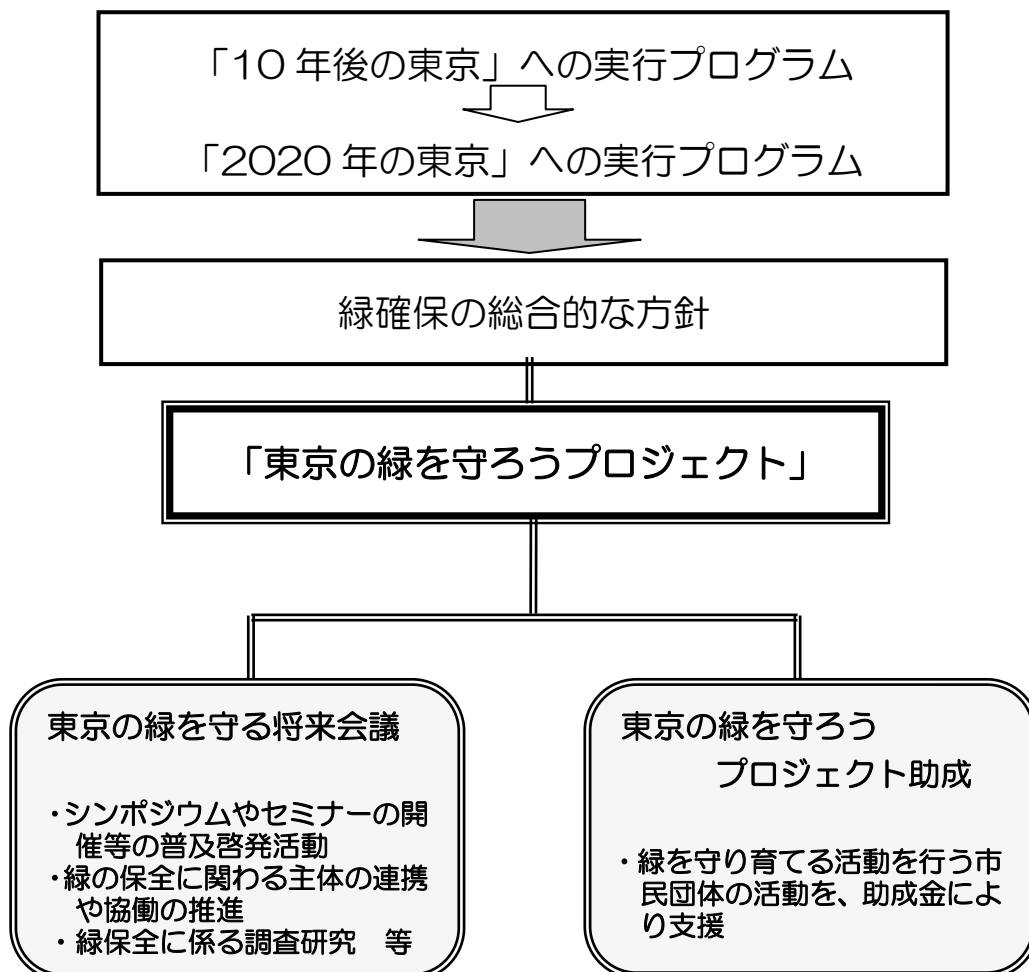 「10年後の東京」への実行プログラム
「2020年の東京」への実行プログラム
緑確保の総合的な方針
「東京の緑を守ろうプロジェクト」
東京の緑を守る将来会議
・シンポジウムやセミナーの開
催等の普及啓発活動
・緑の保全に関わる主体の連携
や協働の推進
・緑保全に係る調査研究　等
東京の緑を守ろう
プロジェクト助成
・緑を守り育てる活動を行う市
民団体の活動を、助成金によ
り支援